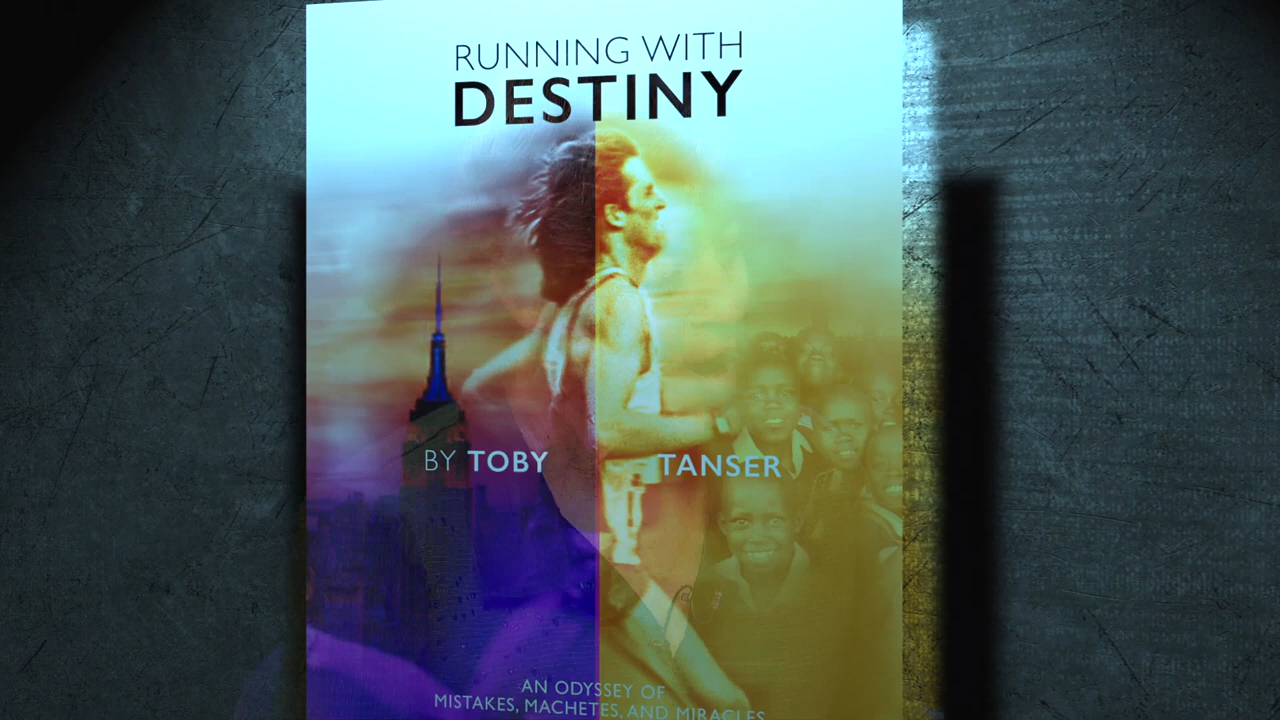 RUNNING WITH
DESTINY
BY TOBY TANSER
AN ODYSSEY OF
MISTAKES, MACHETES, AND MIRACLES